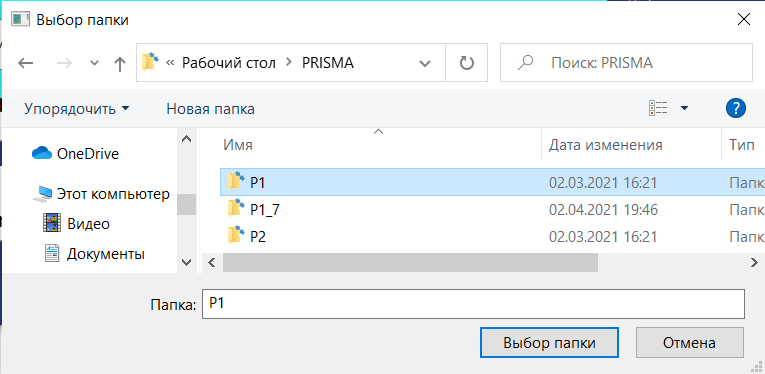 Выбор папки
« Рабочий стол › PRISMA
Поиск: PRISMA
Упорядочить Новая папка
OneDrive
Этот компьютер
Видео
Документы
Имя Дата изменения Тип
P1 02.03.2021 16:21 Папк
P1_7 02.04.2021 19:46 Папк
P2 02.03.2021 16:21 Папк
Папка: P1
Выбор папки Отмена